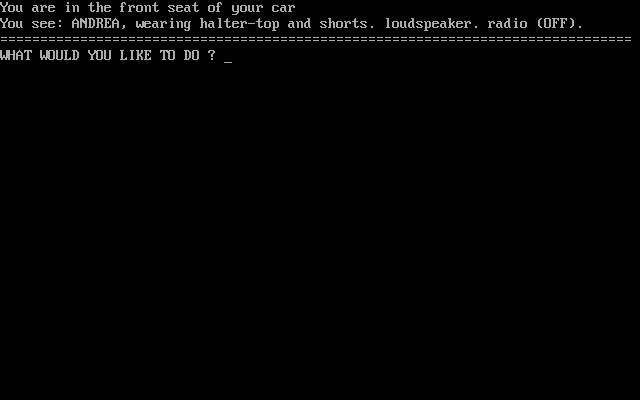 You are in the front seat of your car
You see: ANDREA, wearing halter-top and shorts. loudspeaker. radio (OFF).
===============================================================================
WHAT WOULD YOU LIKE TO DO ? _